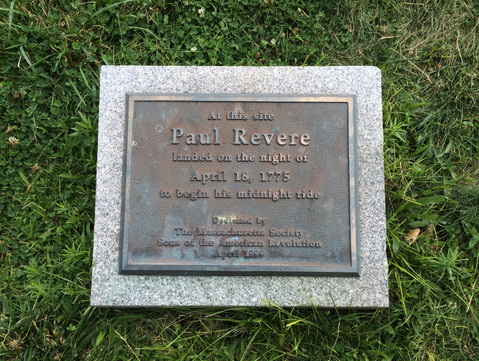 At this site
Paul Revere
landed on the night of
April 18, 1775
to begin his midnight ride
Presented by
The Massachusetts Society
Sons of the American Revolution
April